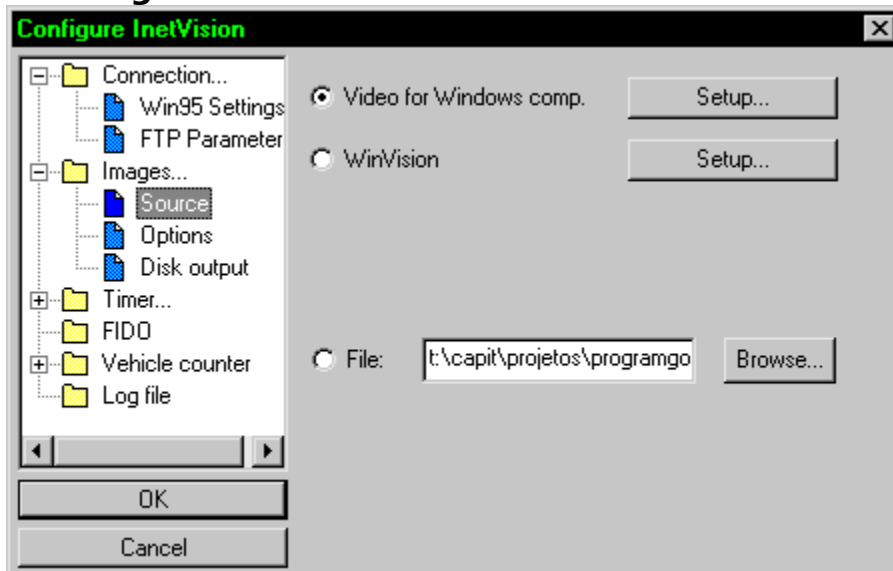 Configure InetVision
Connection...
Win95 Settings
FTP Parameter
Images...
Source
Options
Disk output
Timer...
FIDO
Vehicle counter
Log file
OK
Cancel
Video for Windows comp. Setup...
WinVision Setup...
File: t:\capit\projetos\programgo Browse...